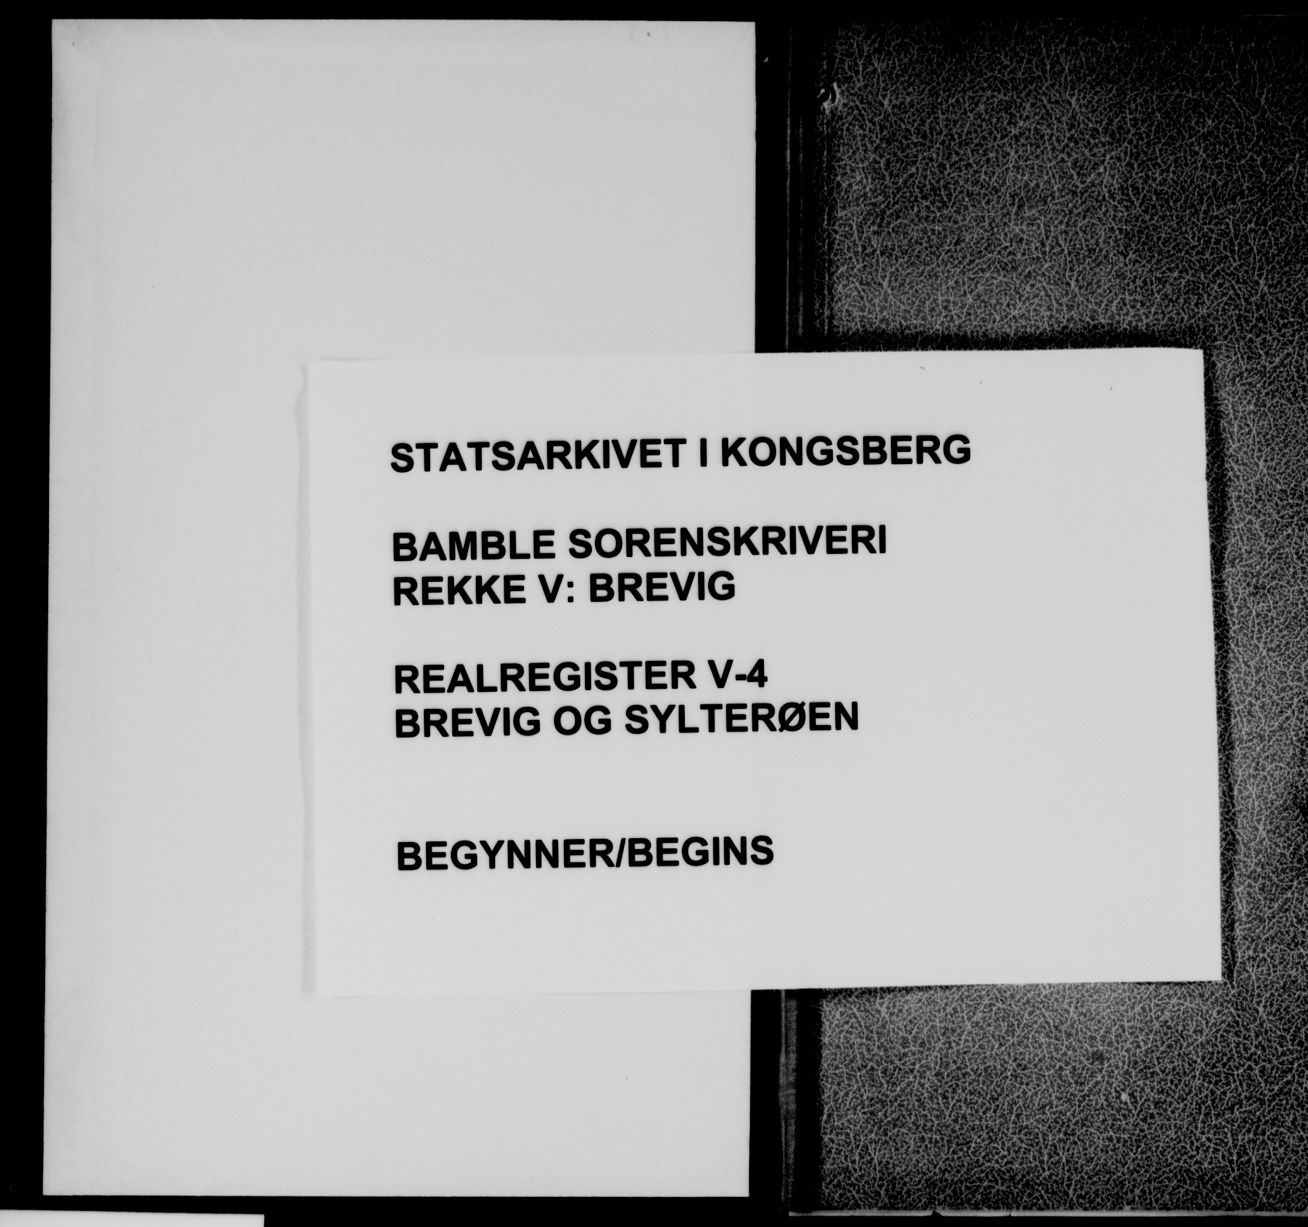 STATSARKIVET I KONGSBERG
BAMBLE SORENSKRIVERI
REKKE V: BREVIG
REALREGISTER V-4
BREVIG OG SYLTERØEN
BEGYNNER/BEGINS